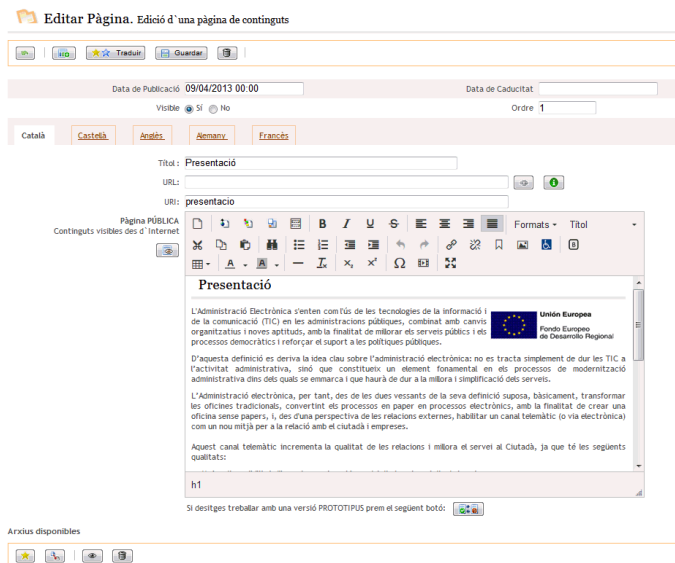 Editar Pàgina. Edició d`una pàgina de continguts
Traduir Guardar
Data de Publicació 09/04/2013 00:00 Data de Caducitat
Visible Sí No Ordre 1
Català Castellà Anglès Alemany Francès
Títol : Presentació
URL:
URI: presentacio
Pàgina PÚBLICA
Continguts visibles des d`Internet
Formats Títol
Presentació
L'Administració Electrònica s'enten com l'ús de les tecnologies de la informació i
de la comunicació (TIC) en les administracions públiques, combinat amb canvis
organitzatius i noves aptituds, amb la finalitat de millorar els serveis públics i els
processos democràtics i reforçar el suport a les polítiques públiques.
Unión Europea
Fondo Europeo
de Desarrollo Regional
D'aquesta definició es deriva la idea clau sobre l'administració electrònica: no es tracta simplement de dur les TIC a
l'activitat administrativa, sinó que constitueix un element fonamental en els processos de modernització
administrativa dins dels quals se emmarca i que haurà de dur a la millora i simplificació dels serveis.
L'Administració electrònica, per tant, des de les dues vessants de la seva definició suposa, bàsicament, transformar
les oficines tradicionals, convertint els processos en paper en processos electrònics, amb la finalitat de crear una
oficina sense papers, i, des d'una perspectiva de les relacions externes, habilitar un canal telemàtic (o via electrònica)
com un nou mitjà per a la relació amb el ciutadà i empreses.
Aquest canal telemàtic incrementa la qualitat de les relacions i millora el servei al Ciutadà, ja que té les següents
qualitats:
h1
Si desitges treballar amb una versió PROTOTIPUS prem el següent botó:
Arxius disponibles